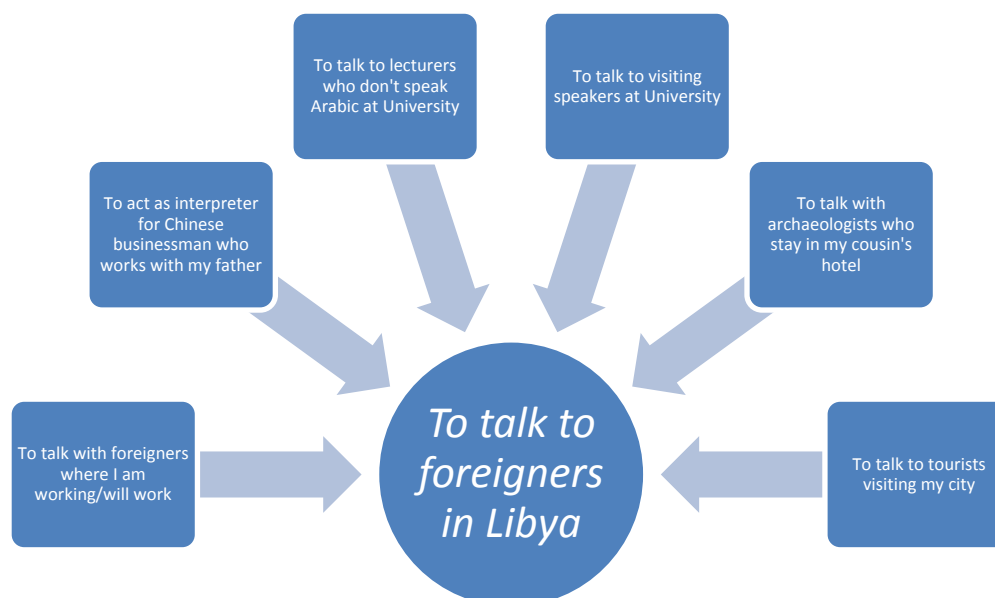 To talk to lecturers
who don't speak
Arabic at University
To talk to visiting
speakers at University
To act as interpreter
for Chinese
businessman who
works with my father
To talk with
archaeologists who
stay in my cousin's
hotel
To talk with foreigners
where I am
working/will work
To talk to
foreigners
in Libya
To talk to tourists
visiting my city